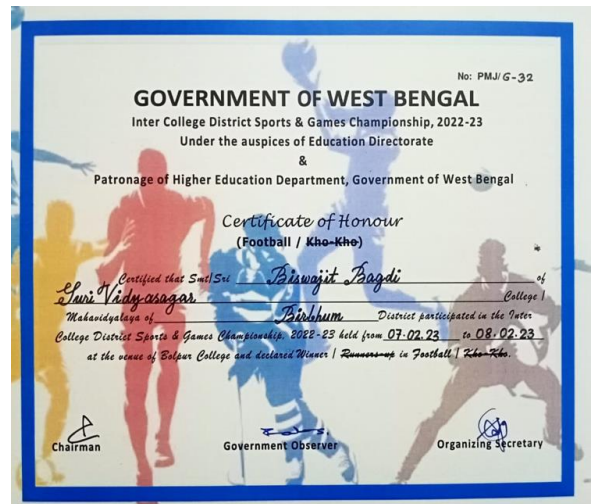 No: PMJ/G-32
GOVERNMENT OF WEST BENGAL
Inter College District Sports & Games Championship, 2022-23
Under the auspices of Education Directorate
&
Patronage of Higher Education Department, Government of West Bengal
Certificate of Honour
(Football / Kho-Kho)
Certified that Smt|Sri Biswajit Bagdi of
Suri Vidyasagar College |
Mahavidyalaya of Birbhum District participated in the Inter
College District Sports & Games Championship, 2022-23 held from 07.02.23 to 08.02.23
at the venue of Bolpur College and declared Winner | Runners-up in Football | Kho-Kho.
Chairman
Government Observer
Organizing Secretary